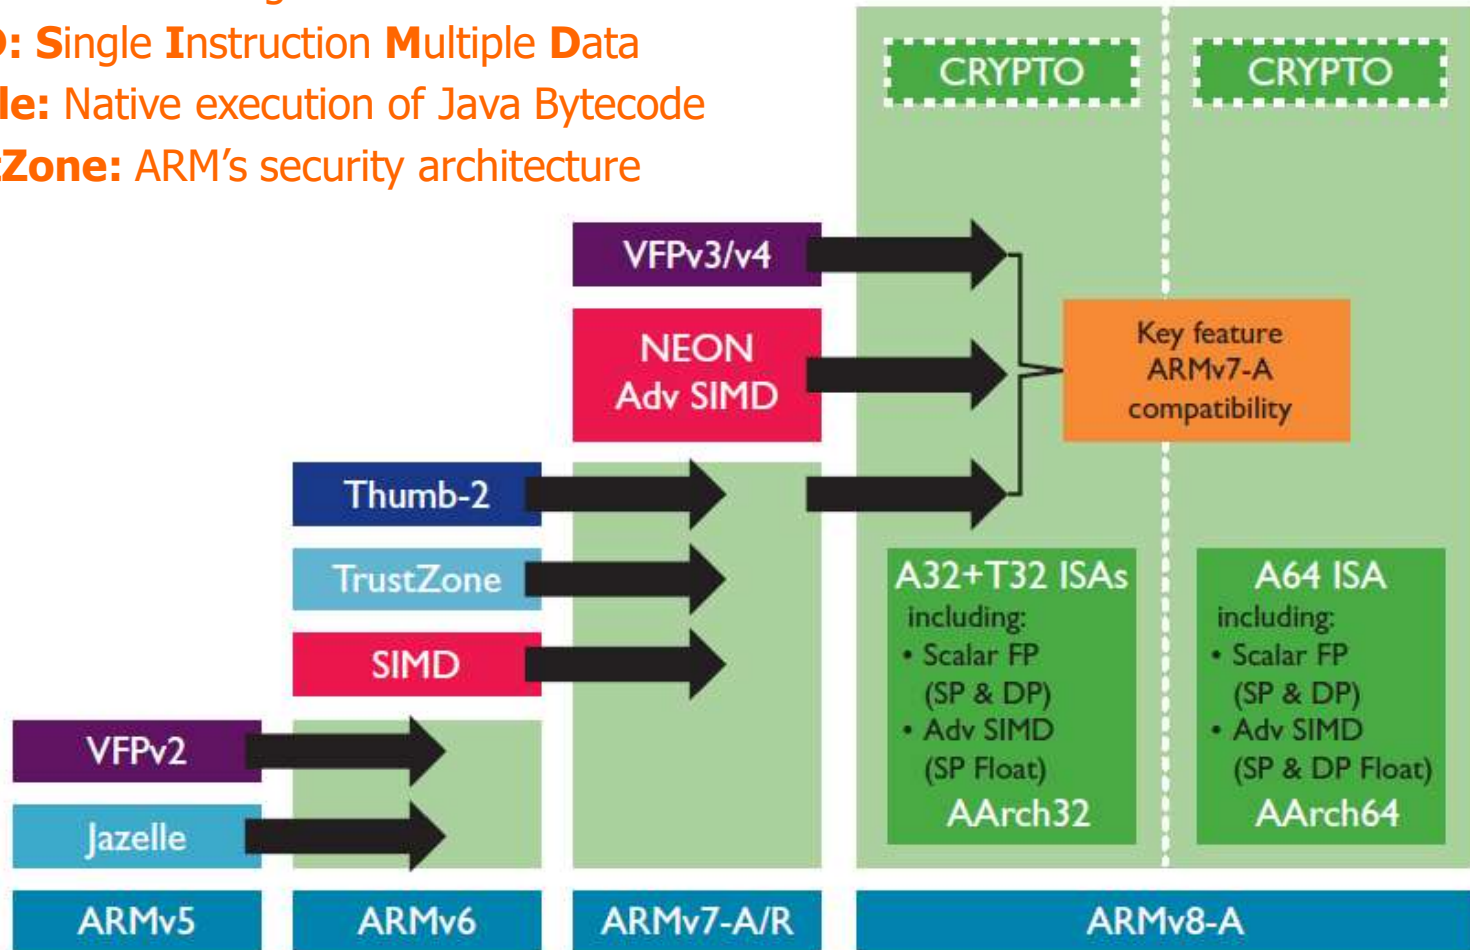 D: Single Instruction Multiple Data
le: Native execution of Java Bytecode
tZone: ARM’s security architecture
CRYPTO
CRYPTO
VFPv3/v4
NEON
Adv SIMD
Key feature
ARMv7-A
compatibility
Thumb-2
TrustZone
SIMD
A32+T32 ISAs
including:
• Scalar FP
(SP & DP)
• Adv SIMD
(SP Float)
AArch32
A64 ISA
including:
• Scalar FP
(SP & DP)
• Adv SIMD
(SP & DP Float)
AArch64
VFPv2
Jazelle
ARMv5
ARMv6
ARMv7-A/R
ARMv8-A